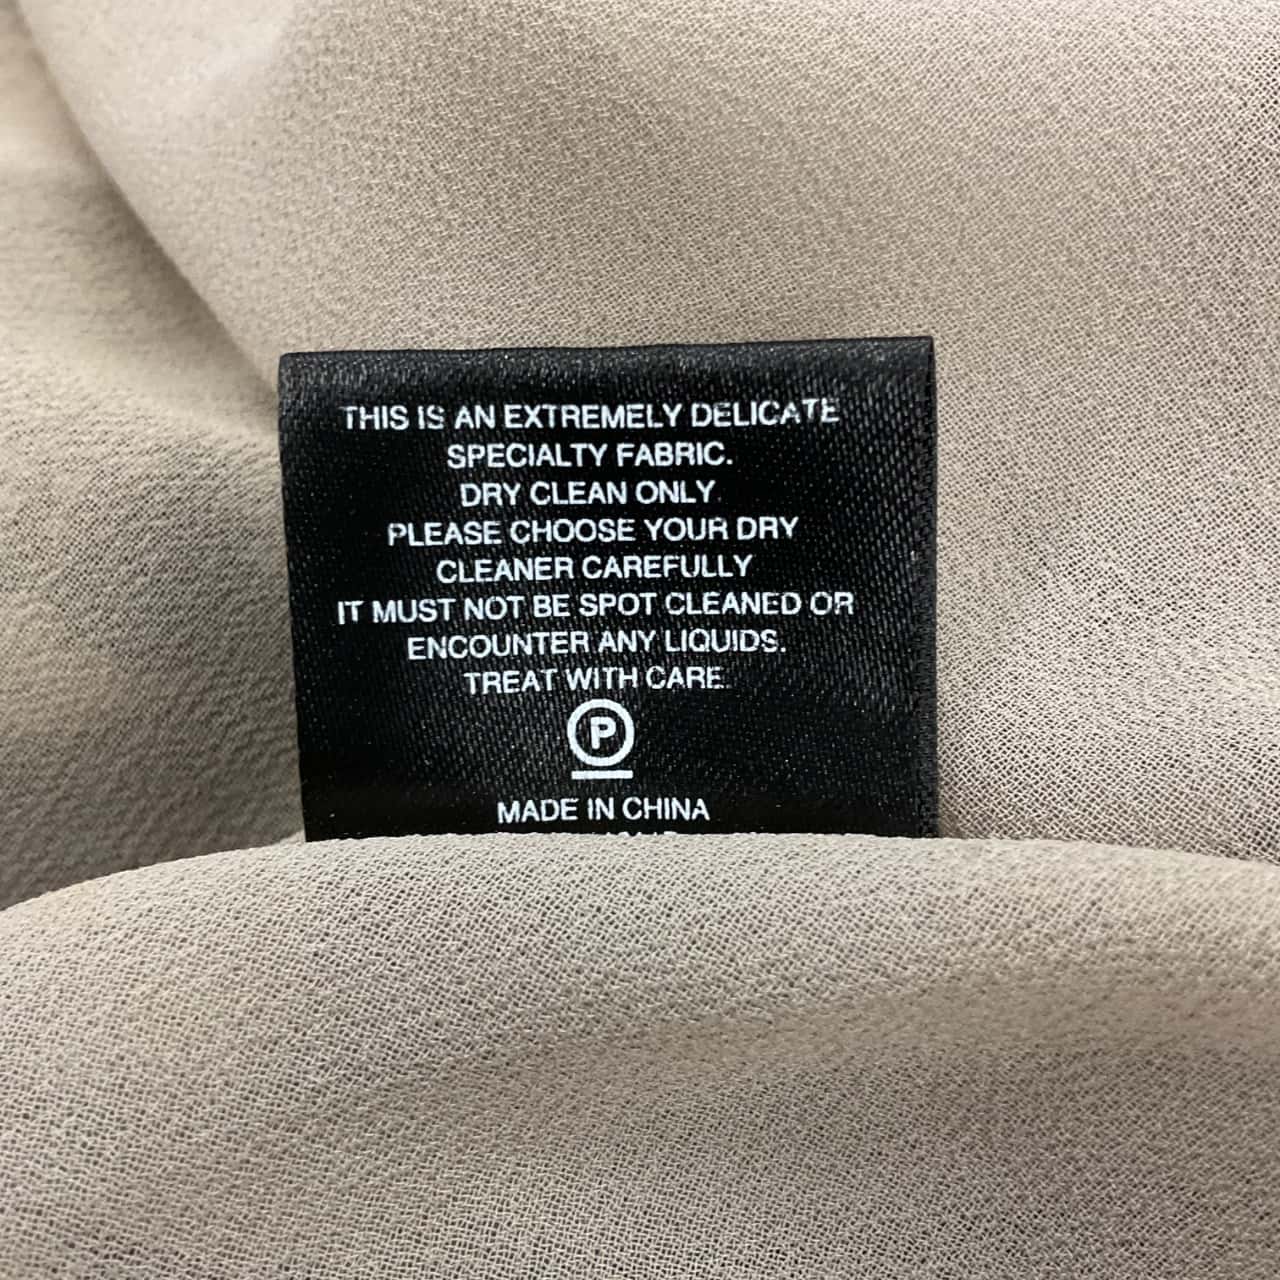 THIS IS AN EXTREMELY DELICATE
SPECIALTY FABRIC.
DRY CLEAN ONLY
PLEASE CHOOSE YOUR DRY
CLEANER CAREFULLY
IT MUST NOT BE SPOT CLEANED OR
ENCOUNTER ANY LIQUIDS.
TREAT WITH CARE.
P
MADE IN CHINA